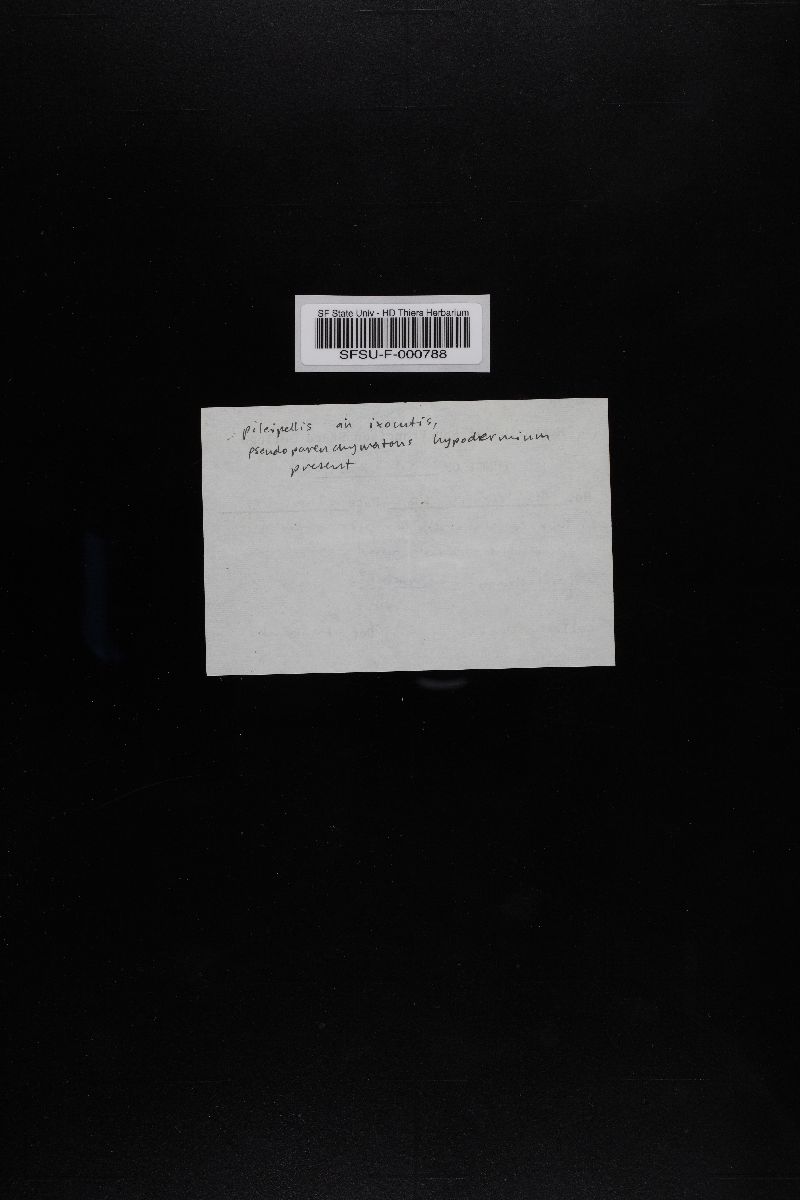 SF State Univ - HD Thiers Herbarium
SFSU-F-000788
pileipellis an ixocutis,
pseudoparenchymatous hypodermium
present